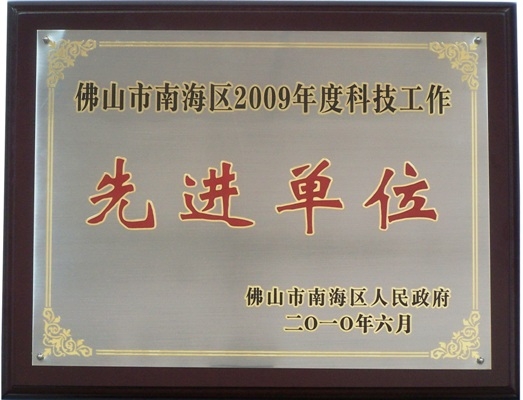 佛山市南海区2009年度科技工作
先进单位
佛山市南海区人民政府
二〇一〇年六月